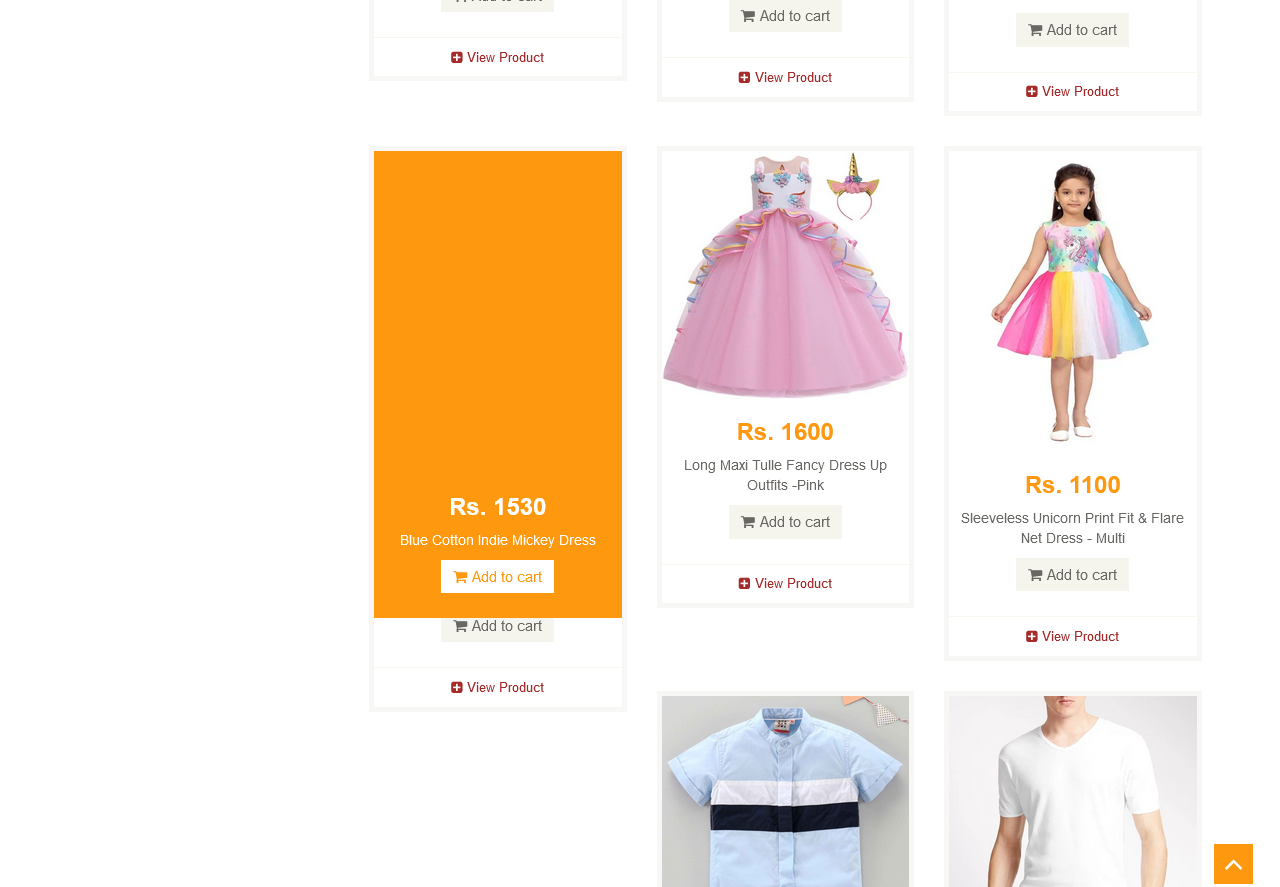 Add to cart
View Product
Add to cart
View Product
Add to cart
View Product
Rs. 1530
Blue Cotton Indie Mickey Dress
Add to cart
Add to cart
View Product
Rs. 1600
Long Maxi Tulle Fancy Dress Up
Outfits -Pink
Add to cart
View Product
Rs. 1100
Sleeveless Unicorn Print Fit & Flare
Net Dress - Multi
Add to cart
View Product